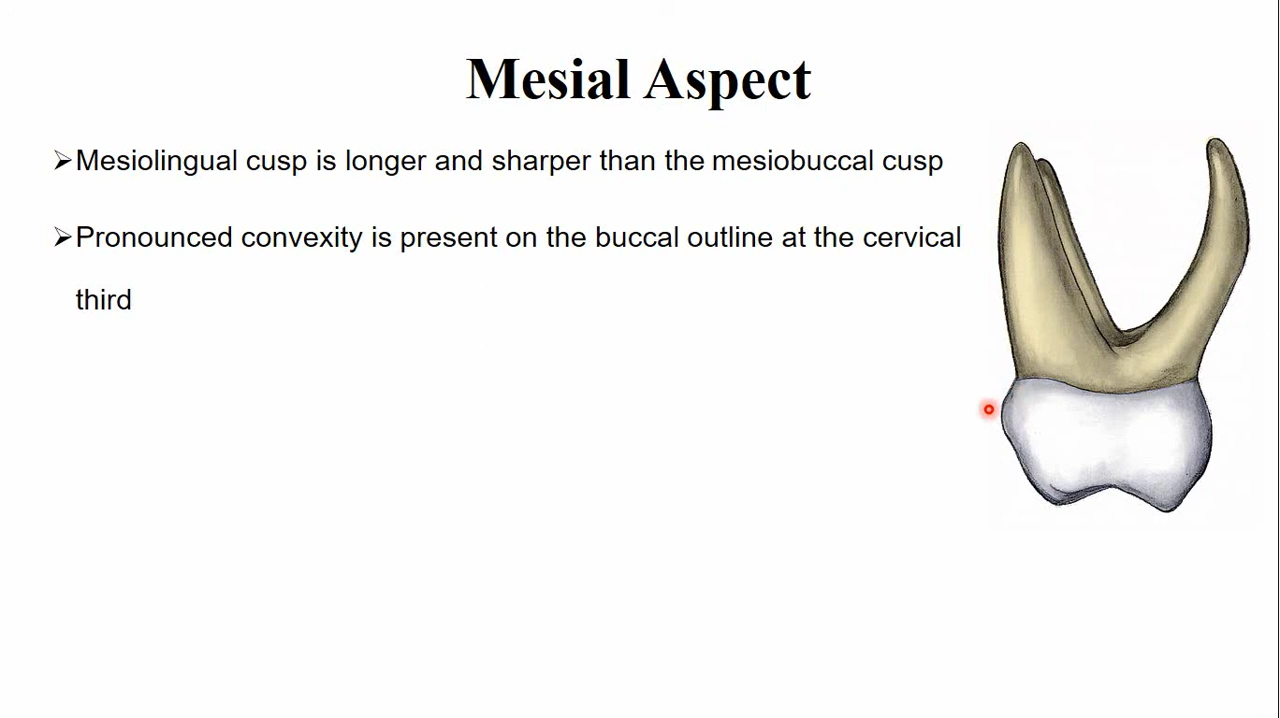 Mesial Aspect
➢Mesiolingual cusp is longer and sharper than the mesiobuccal cusp
➢Pronounced convexity is present on the buccal outline at the cervical
third